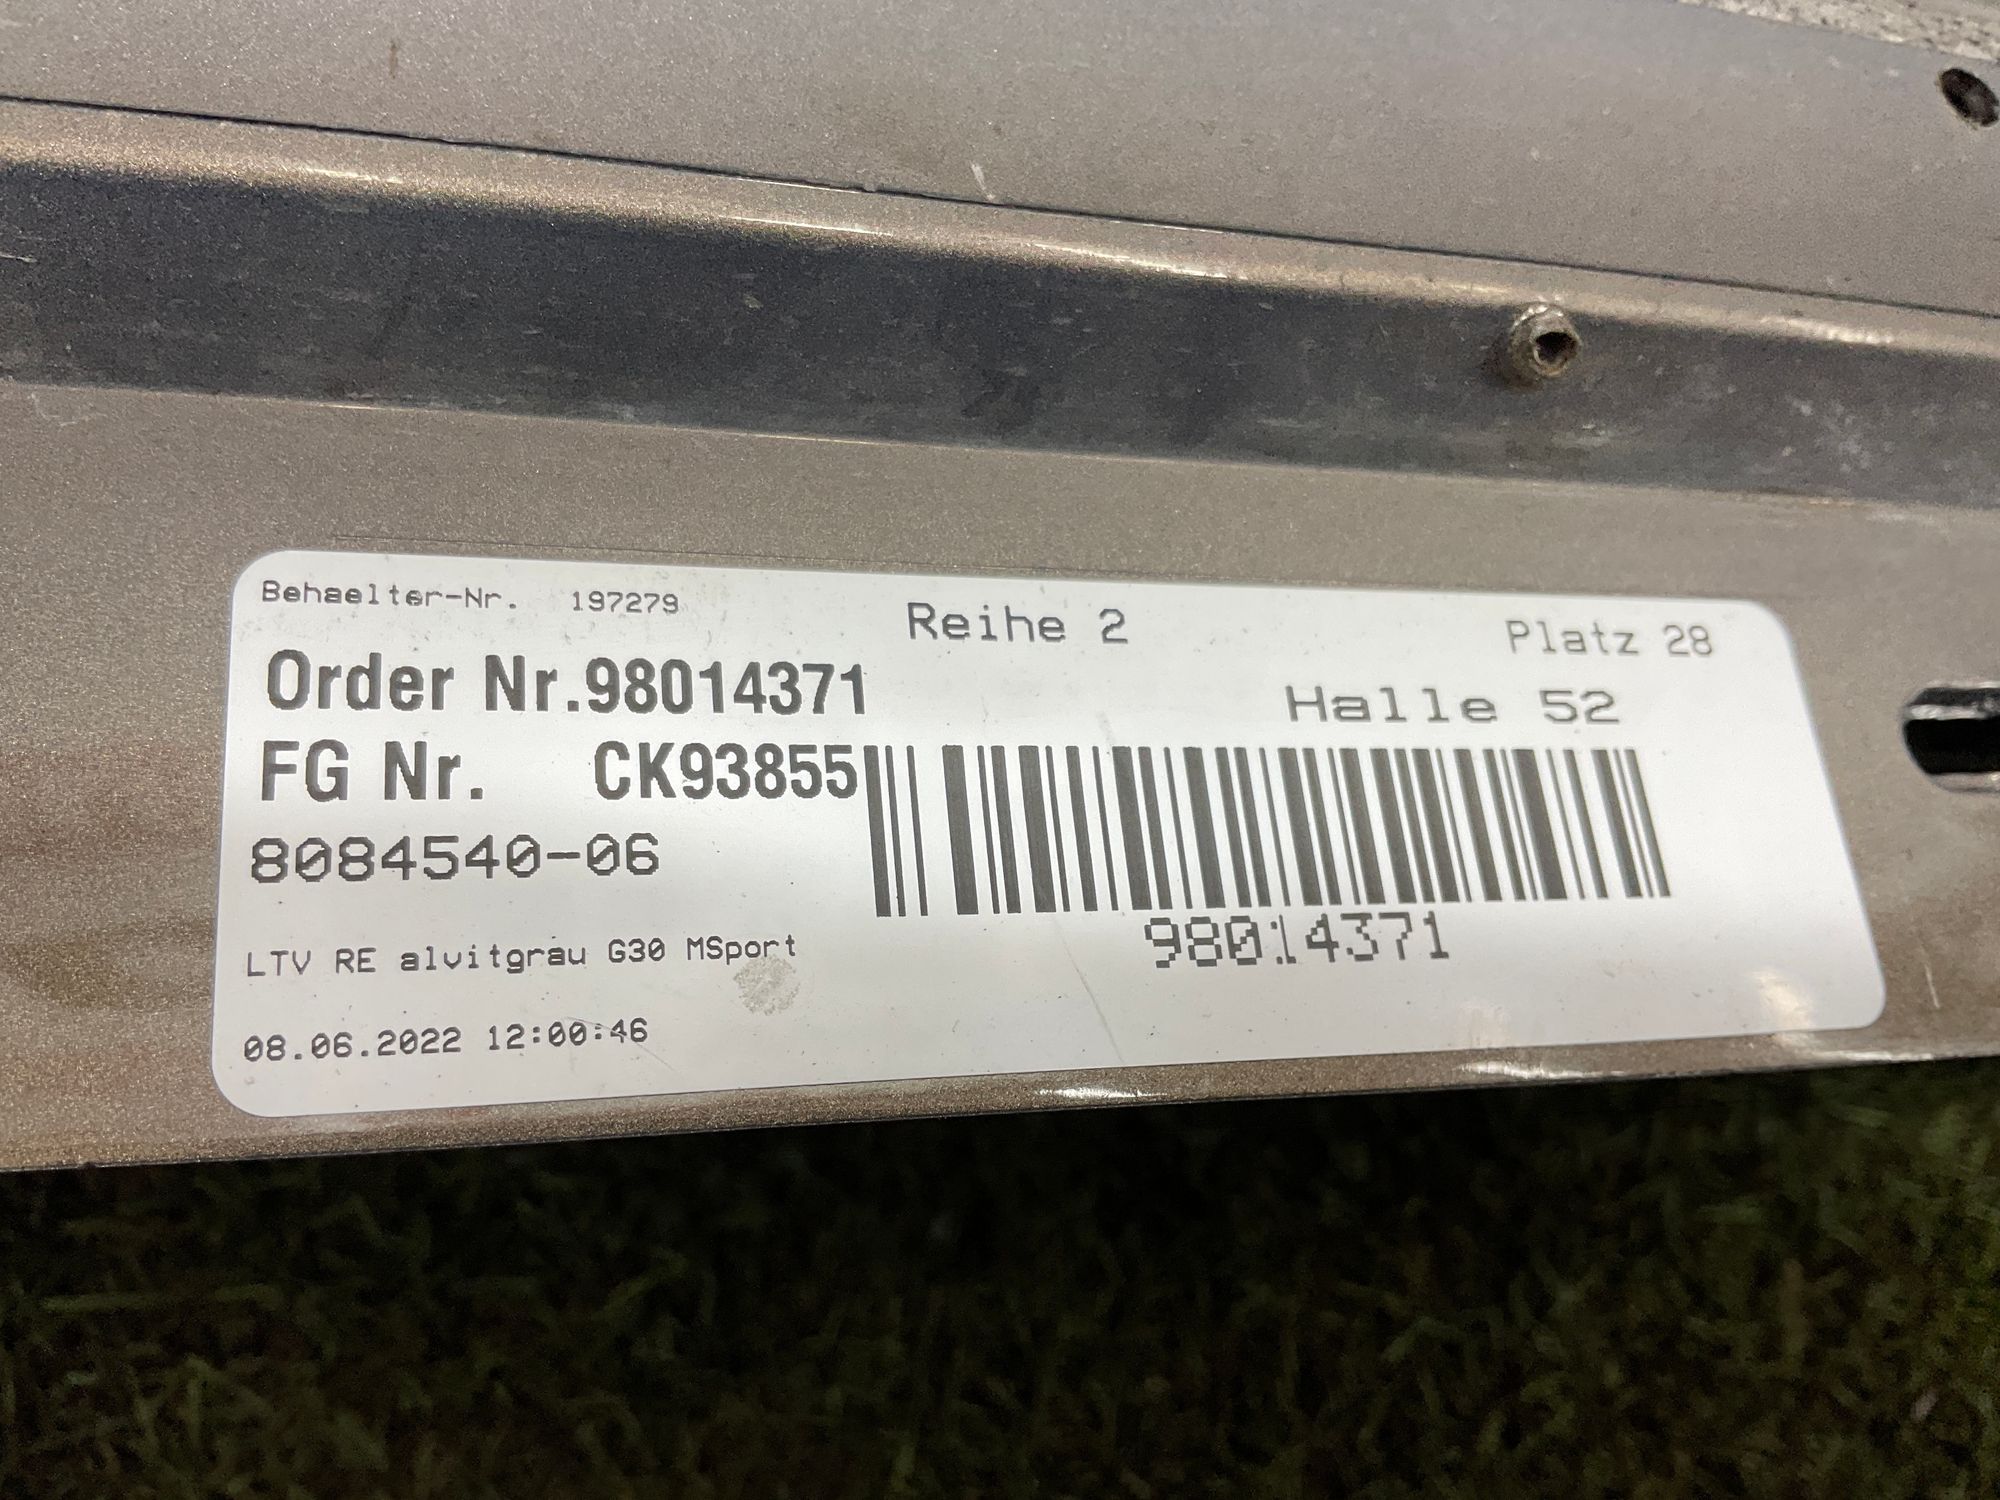 Behaelter-Nr. 197279
Reihe 2
Platz 28
Order Nr.98014371
Halle 52
FG Nr. CK93855
8084540-06
98014371
LTV RE alvitgrau G30 MSport
08.06.2022 12:00:46